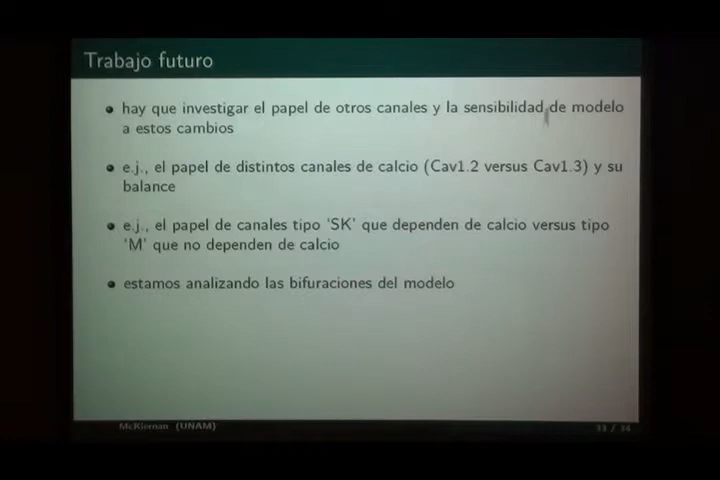 Trabajo futuro
hay que investigar el papel de otros canales y la sensibilidad de modelo
a estos cambios
e.j., el papel de distintos canales de calcio (Cav1.2 versus Cav1.3) y su
balance
e.j., el papel de canales tipo 'SK' que dependen de calcio versus tipo
'M' que no dependen de calcio
estamos analizando las bifuraciones del modelo
McKiernan (UNAM)
33 / 36